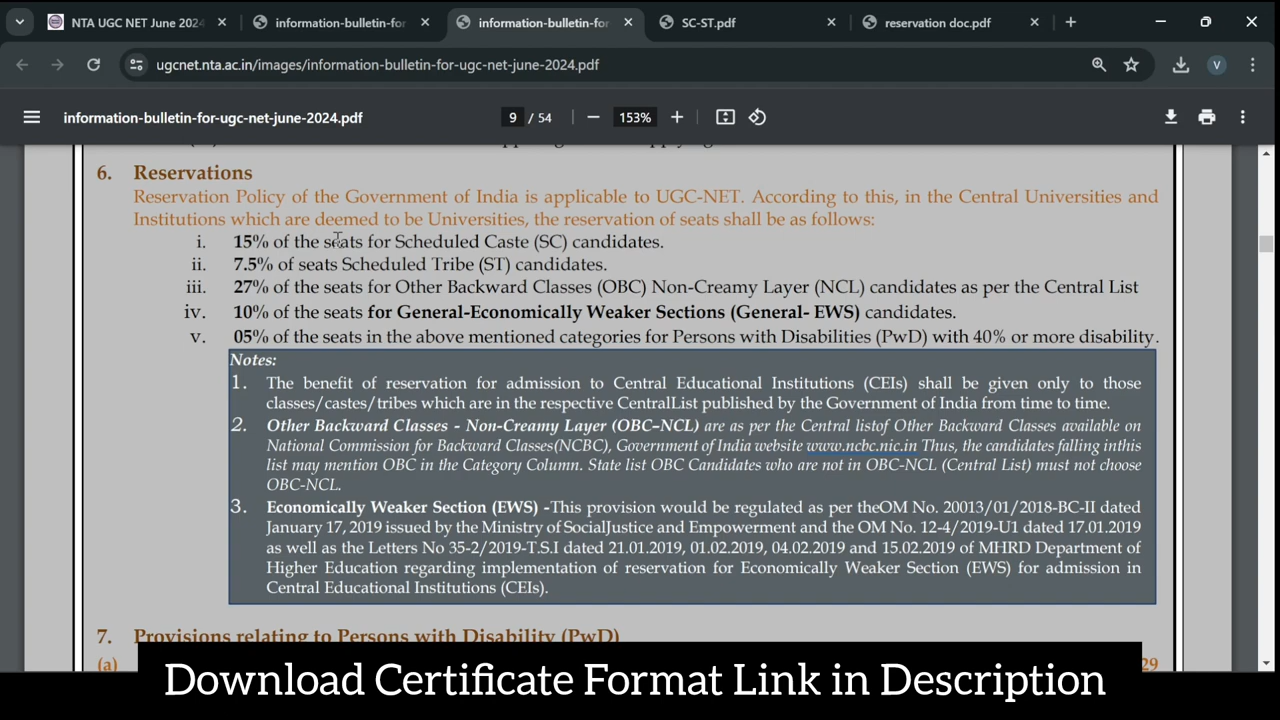 NTA UGC NET June 2024
information-bulletin-for
information-bulletin-for
SC-ST.pdf
reservation doc.pdf
ugcnet.nta.ac.in/images/information-bulletin-for-ugc-net-june-2024.pdf
V
information-bulletin-for-ugc-net-june-2024.pdf
9 / 54
153%
6. Reservations
Reservation Policy of the Government of India is applicable to UGC-NET. According to this, in the Central Universities and
Institutions which are deemed to be Universities, the reservation of seats shall be as follows:
i. 15% of the seats for Scheduled Caste (SC) candidates.
ii. 7.5% of seats Scheduled Tribe (ST) candidates.
iii. 27% of the seats for Other Backward Classes (OBC) Non-Creamy Layer (NCL) candidates as per the Central List
iv. 10% of the seats for General-Economically Weaker Sections (General- EWS) candidates.
v. 05% of the seats in the above mentioned categories for Persons with Disabilities (PwD) with 40% or more disability.
Notes:
1. The benefit of reservation for admission to Central Educational Institutions (CEIs) shall be given only to those
classes/castes/tribes which are in the respective CentralList published by the Government of India from time to time.
2. Other Backward Classes - Non-Creamy Layer (OBC–NCL) are as per the Central listof Other Backward Classes available on
National Commission for Backward Classes(NCBC), Government of India website www.ncbc.nic.in Thus, the candidates falling inthis
list may mention OBC in the Category Column. State list OBC Candidates who are not in OBC-NCL (Central List) must not choose
OBC-NCL.
3. Economically Weaker Section (EWS) -This provision would be regulated as per theOM No. 20013/01/2018-BC-II dated
January 17, 2019 issued by the Ministry of SocialJustice and Empowerment and the OM No. 12-4/2019-U1 dated 17.01.2019
as well as the Letters No 35-2/2019-T.S.I dated 21.01.2019, 01.02.2019, 04.02.2019 and 15.02.2019 of MHRD Department of
Higher Education regarding implementation of reservation for Economically Weaker Section (EWS) for admission in
Central Educational Institutions (CEIs).
7. Provisions relating to Persons with Disability (PwD)
(a)
29
Download Certificate Format Link in Description